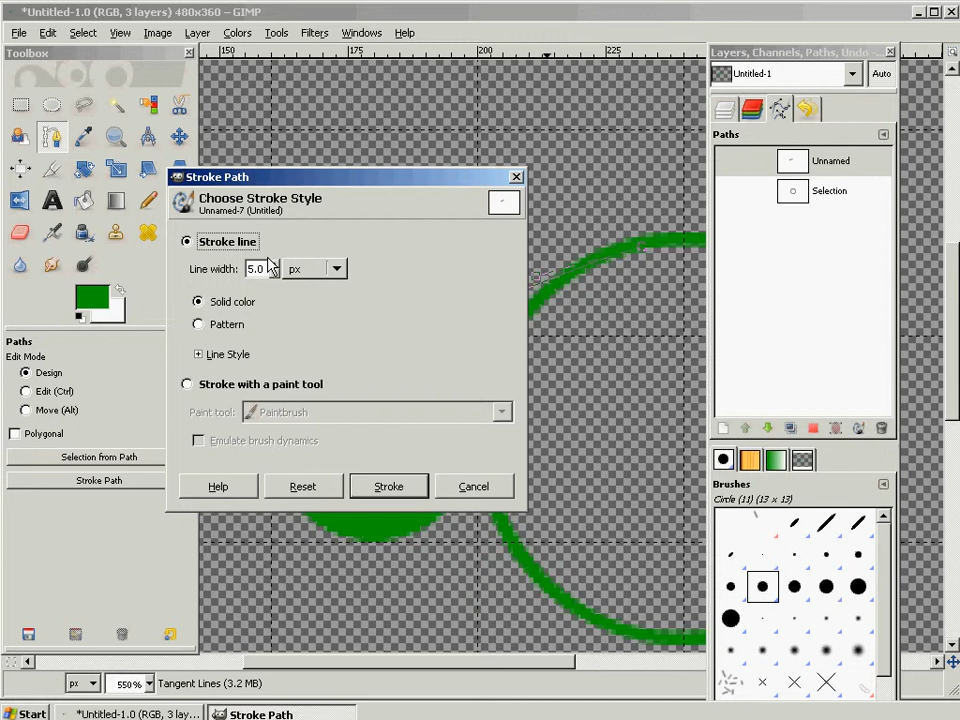 *Untitled-1.0 (RGB, 3 layers) 480x360 – GIMP
File Edit Select View Image Layer Colors Tools Filters Windows Help
Toolbox
150 175 200 225
Layers, Channels, Paths, Undo -
Untitled-1 Auto
Paths
Unnamed
Selection
Stroke Path
Choose Stroke Style
Unnamed-7 (Untitled)
Stroke line
Line width: 5.0 px
Solid color
Pattern
Line Style
Stroke with a paint tool
Paint tool: Paintbrush
Emulate brush dynamics
Help Reset Stroke Cancel
Paths
Edit Mode
Design
Edit (Ctrl)
Move (Alt)
Polygonal
Selection from Path
Stroke Path
Brushes
Circle (11) (13 x 13)
px 550% Tangent Lines (3.2 MB)
Start *Untitled-1.0 (RGB, 3 lay... Stroke Path